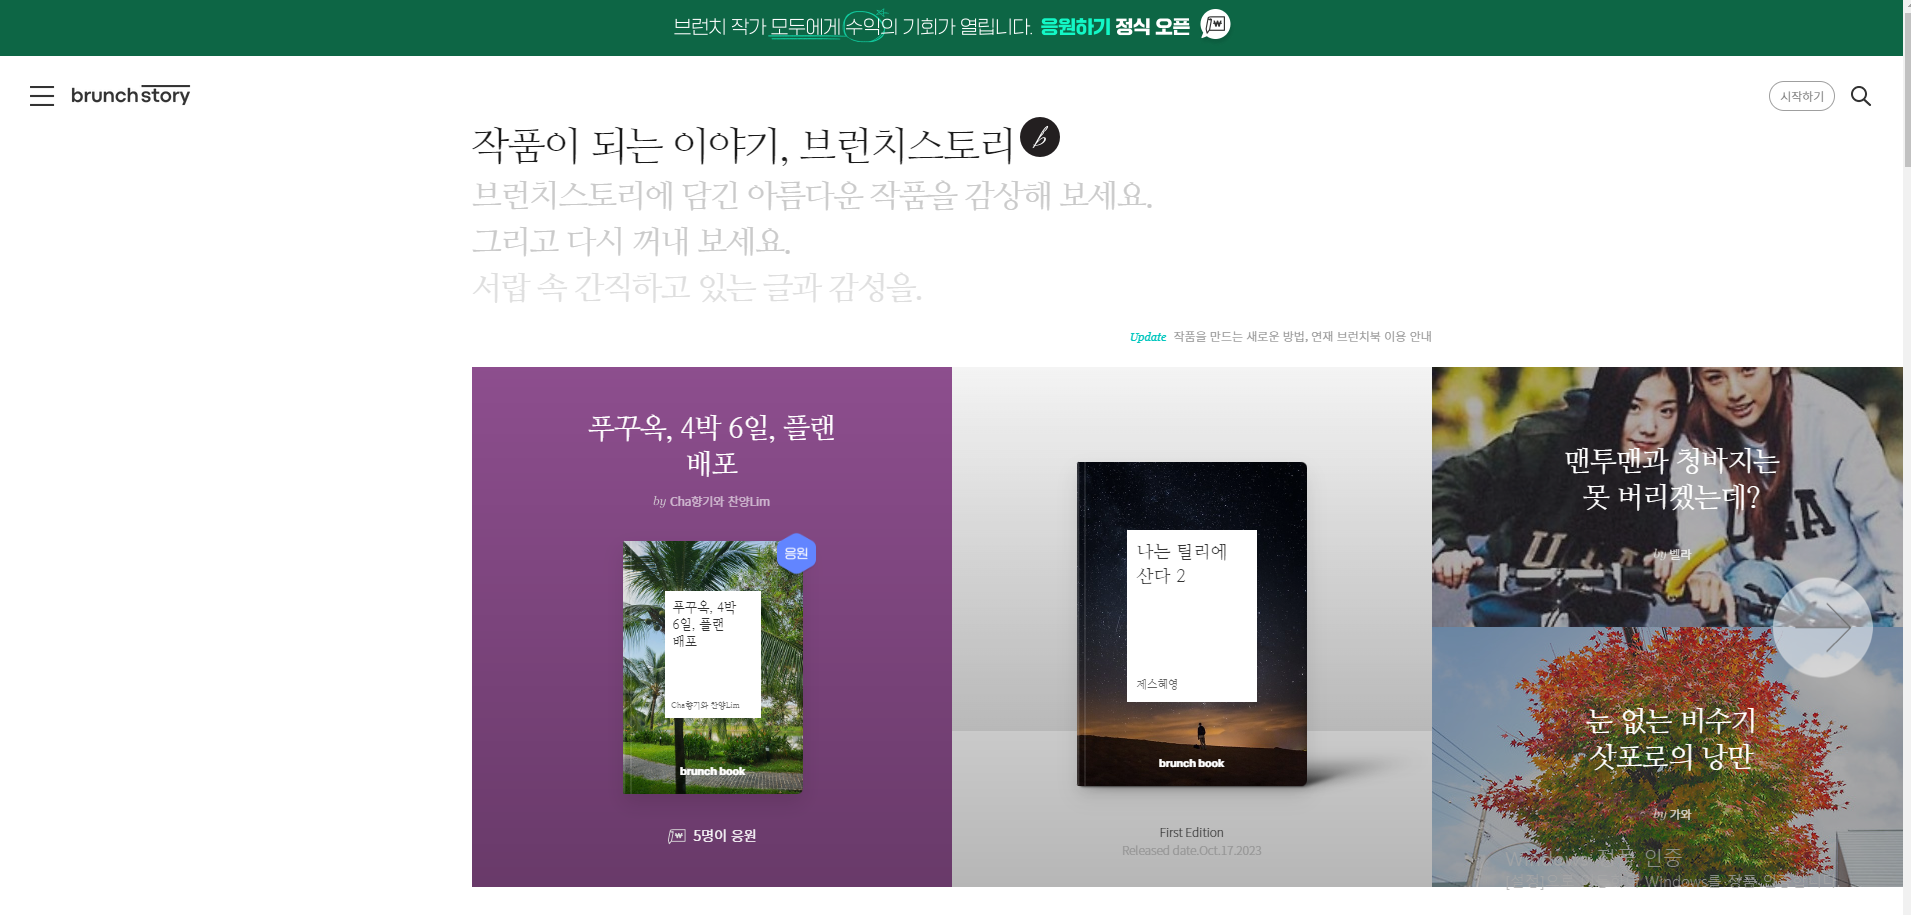 브런치 작가 모두에게 수익의 기회가 열립니다. 응원하기 정식 오픈
brunch story
시작하기
작품이 되는 이야기, 브런치스토리
b
브런치스토리에 담긴 아름다운 작품을 감상해 보세요.
그리고 다시 꺼내 보세요.
서랍 속 간직하고 있는 글과 감성을.
Update 작품을 만드는 새로운 방법, 연재 브런치북 이용 안내
푸꾸옥, 4박 6일, 플랜
배포
by Cha향기와 찬양Lim
응원
푸꾸옥, 4박
6일, 플랜
배포
Cha향기와 찬양Lim
brunch book
5명이 응원
나는 틸리에
산다 2
제스혜영
brunch book
First Edition
Released date.Oct.17.2023
맨투맨과 청바지는
못 버리겠는데?
by 벨라
눈 없는 비수기
삿포로의 낭만
by 가와
Windows 정품 인증
Windows를 정품 인증